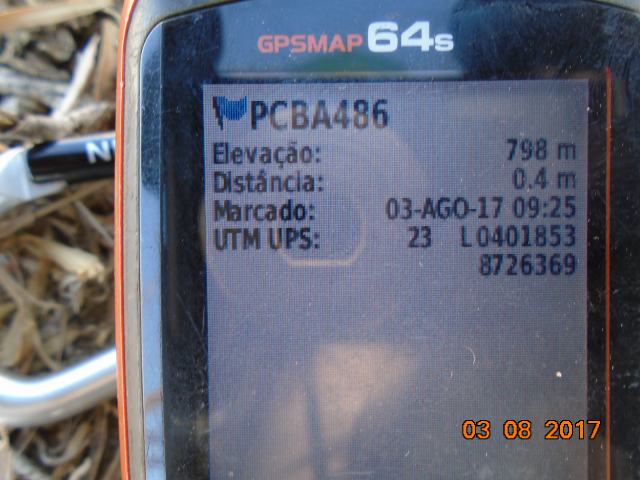 GPSMAP 64s
PCBA486
Elevação: 798 m
Distância: 0.4 m
Marcado: 03-AGO-17 09:25
UTM UPS: 23 L 0401853
8726369
N
03 08 2017